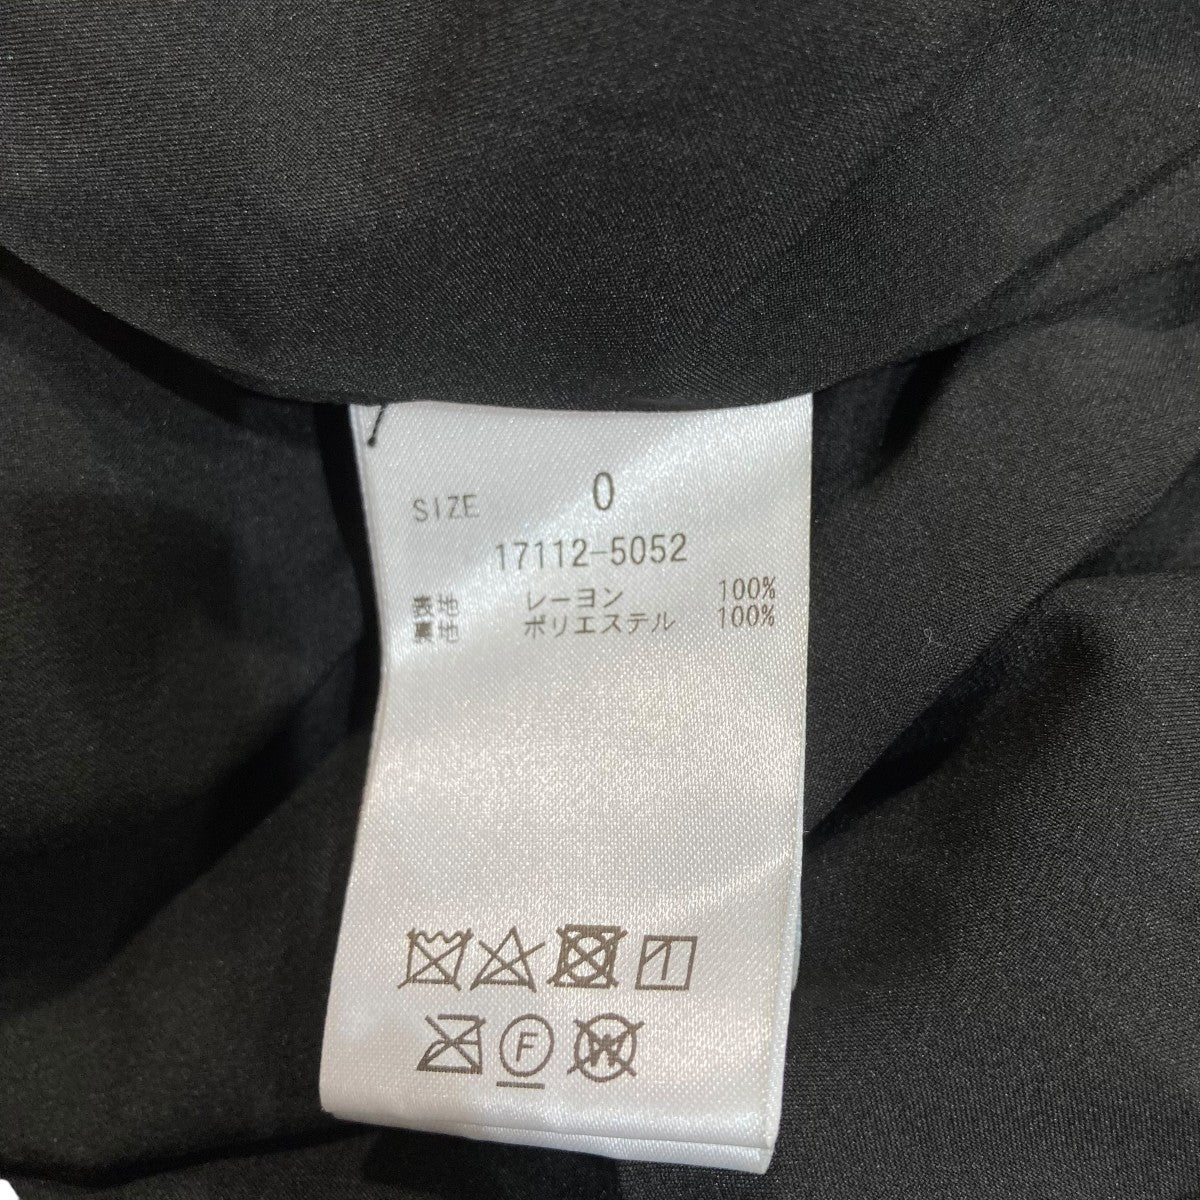 SIZE 0
17112-5052
表地 レーヨン 100%
裏地 ポリエステル 100%
F
W